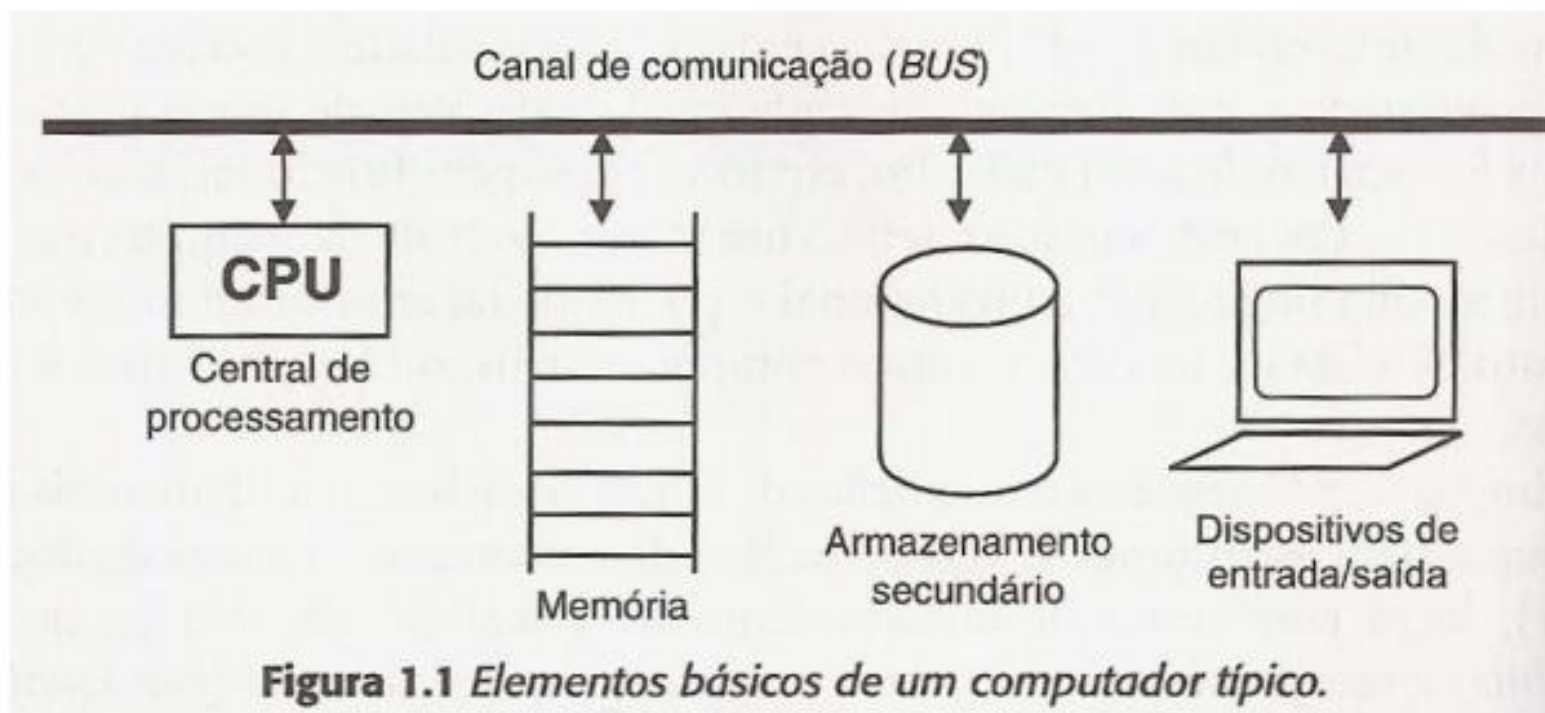 Canal de comunicação (BUS)
CPU
Central de
processamento
Memória
Armazenamento
secundário
Dispositivos de
entrada/saída
Figura 1.1 Elementos básicos de um computador típico.